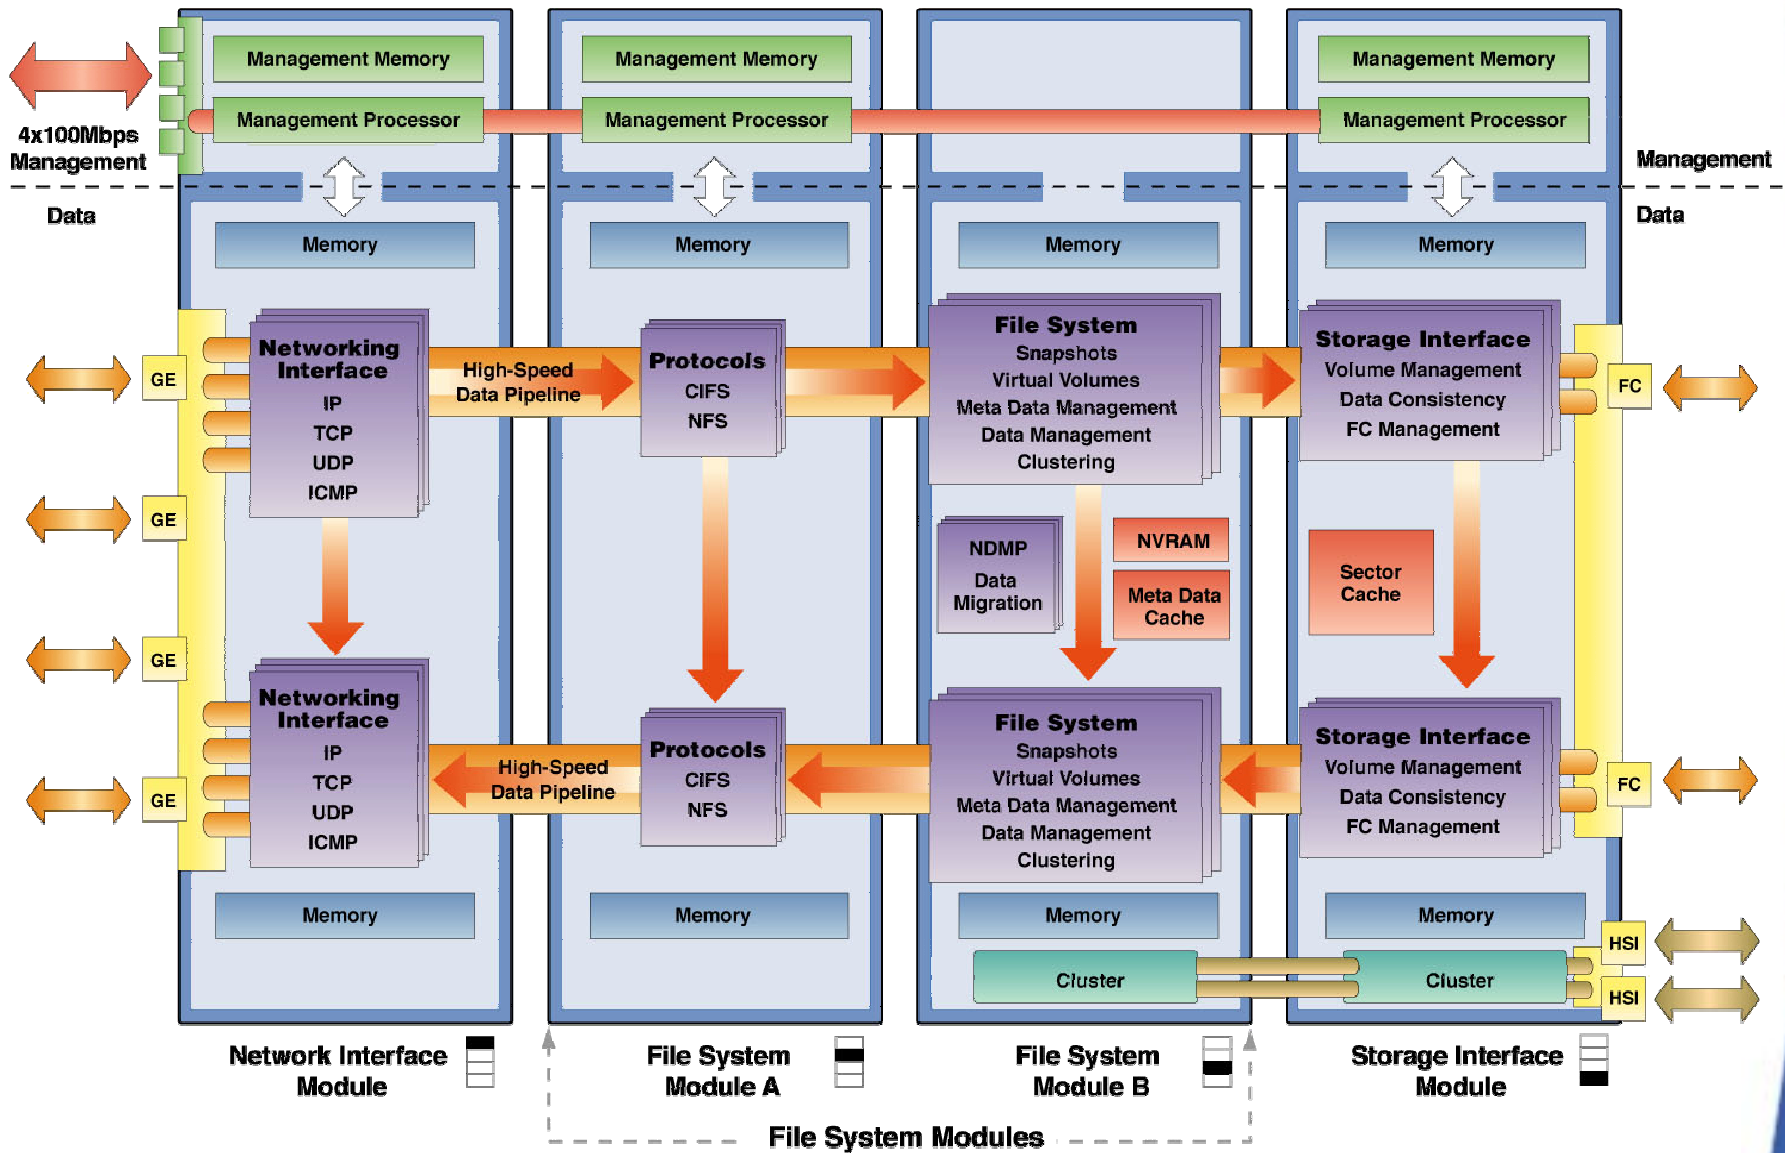 Management Memory
Management Memory
Management Memory
Management Processor
Management Processor
Management Processor
4x100Mbps
Management
Management
Data
Data
Memory
Memory
Memory
Memory
GE
Networking
Interface
IP
TCP
UDP
ICMP
High-Speed
Data Pipeline
Protocols
CIFS
NFS
File System
Snapshots
Virtual Volumes
Meta Data Management
Data Management
Clustering
Storage Interface
Volume Management
Data Consistency
FC Management
FC
GE
NDMP
Data
Migration
NVRAM
Meta Data
Cache
Sector
Cache
GE
GE
Networking
Interface
IP
TCP
UDP
ICMP
High-Speed
Data Pipeline
Protocols
CIFS
NFS
File System
Snapshots
Virtual Volumes
Meta Data Management
Data Management
Clustering
Storage Interface
Volume Management
Data Consistency
FC Management
FC
Memory
Memory
Memory
Memory
HSI
Cluster
Cluster
HSI
Network Interface
Module
File System
Module A
File System
Module B
Storage Interface
Module
File System Modules